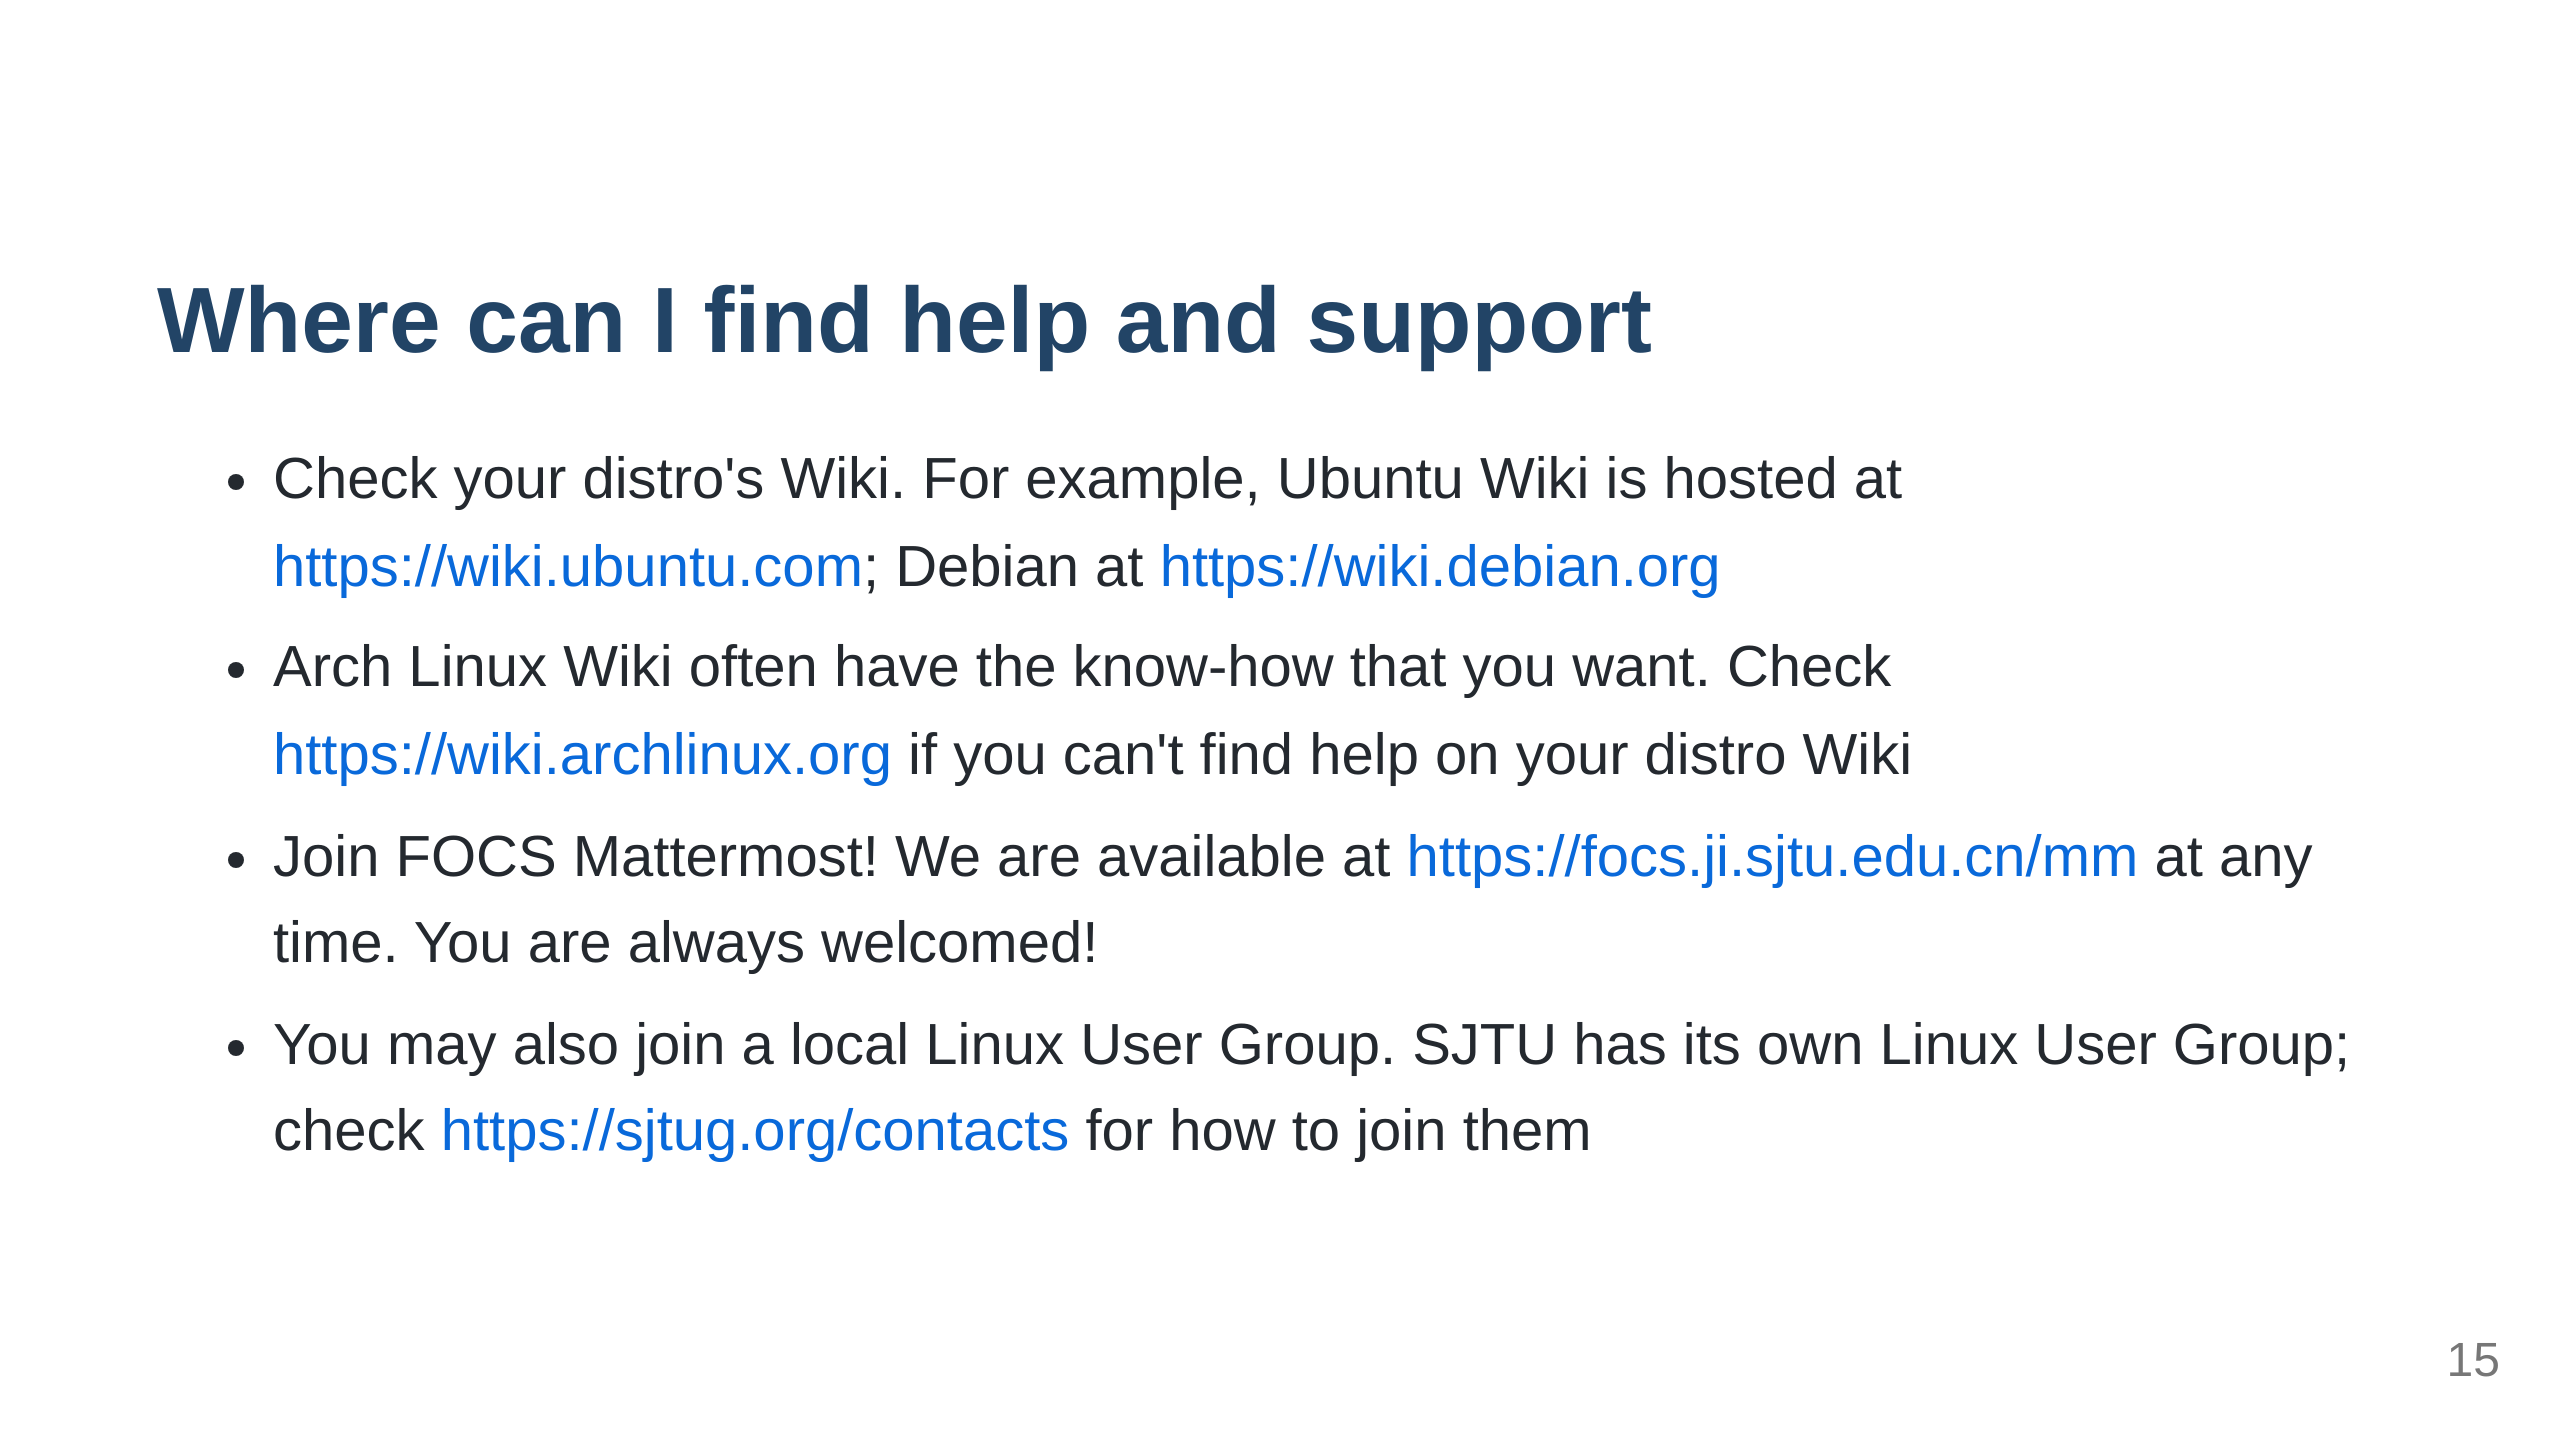 Where can I find help and support
• Check your distro's Wiki. For example, Ubuntu Wiki is hosted at
https://wiki.ubuntu.com; Debian at https://wiki.debian.org
• Arch Linux Wiki often have the know-how that you want. Check
https://wiki.archlinux.org if you can't find help on your distro Wiki
• Join FOCS Mattermost! We are available at https://focs.ji.sjtu.edu.cn/mm at any
time. You are always welcomed!
• You may also join a local Linux User Group. SJTU has its own Linux User Group;
check https://sjtug.org/contacts for how to join them
15